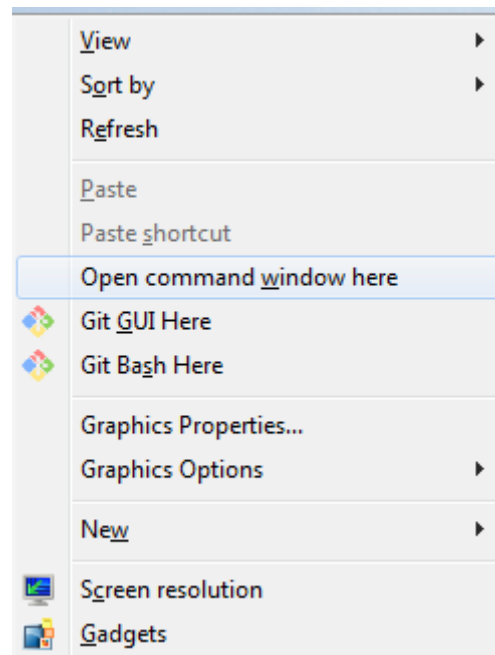 View
Sort by
Refresh
Paste
Paste shortcut
Open command window here
Git GUI Here
Git Bash Here
Graphics Properties...
Graphics Options
New
Screen resolution
Gadgets